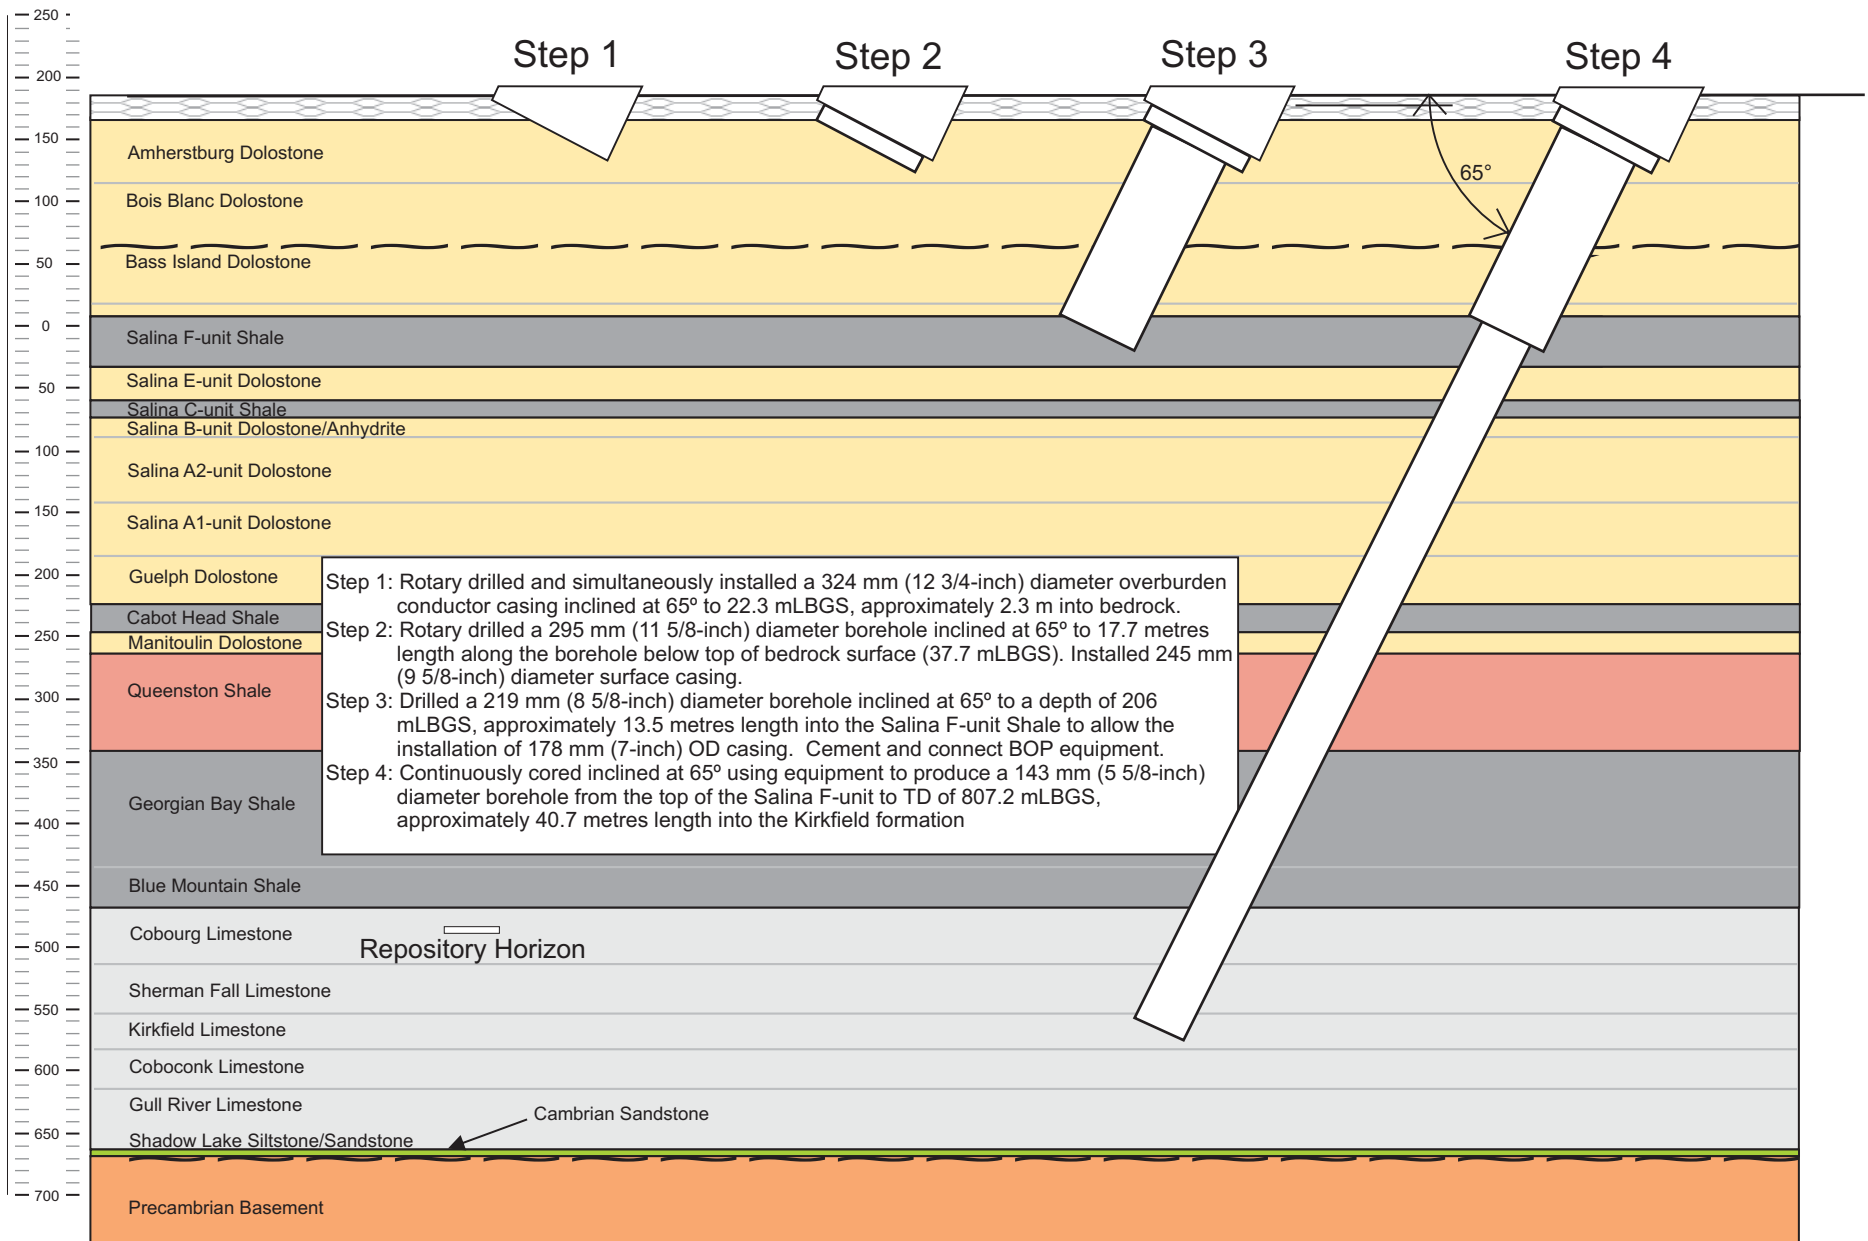 Step 1
Step 2
Step 3
Step 4
250
200
150
100
50
0
50
100
150
200
250
300
350
400
450
500
550
600
650
700
65°
Amherstburg Dolostone
Bois Blanc Dolostone
Bass Island Dolostone
Salina F-unit Shale
Salina E-unit Dolostone
Salina C-unit Shale
Salina B-unit Dolostone/Anhydrite
Salina A2-unit Dolostone
Salina A1-unit Dolostone
Guelph Dolostone
Cabot Head Shale
Manitoulin Dolostone
Queenston Shale
Georgian Bay Shale
Blue Mountain Shale
Cobourg Limestone
Repository Horizon
Sherman Fall Limestone
Kirkfield Limestone
Coboconk Limestone
Gull River Limestone
Cambrian Sandstone
Shadow Lake Siltstone/Sandstone
Precambrian Basement
Step 1: Rotary drilled and simultaneously installed a 324 mm (12 3/4-inch) diameter overburden
conductor casing inclined at 65º to 22.3 mLBGS, approximately 2.3 m into bedrock.
Step 2: Rotary drilled a 295 mm (11 5/8-inch) diameter borehole inclined at 65º to 17.7 metres
length along the borehole below top of bedrock surface (37.7 mLBGS). Installed 245 mm
(9 5/8-inch) diameter surface casing.
Step 3: Drilled a 219 mm (8 5/8-inch) diameter borehole inclined at 65º to a depth of 206
mLBGS, approximately 13.5 metres length into the Salina F-unit Shale to allow the
installation of 178 mm (7-inch) OD casing. Cement and connect BOP equipment.
Step 4: Continuously cored inclined at 65º using equipment to produce a 143 mm (5 5/8-inch)
diameter borehole from the top of the Salina F-unit to TD of 807.2 mLBGS,
approximately 40.7 metres length into the Kirkfield formation